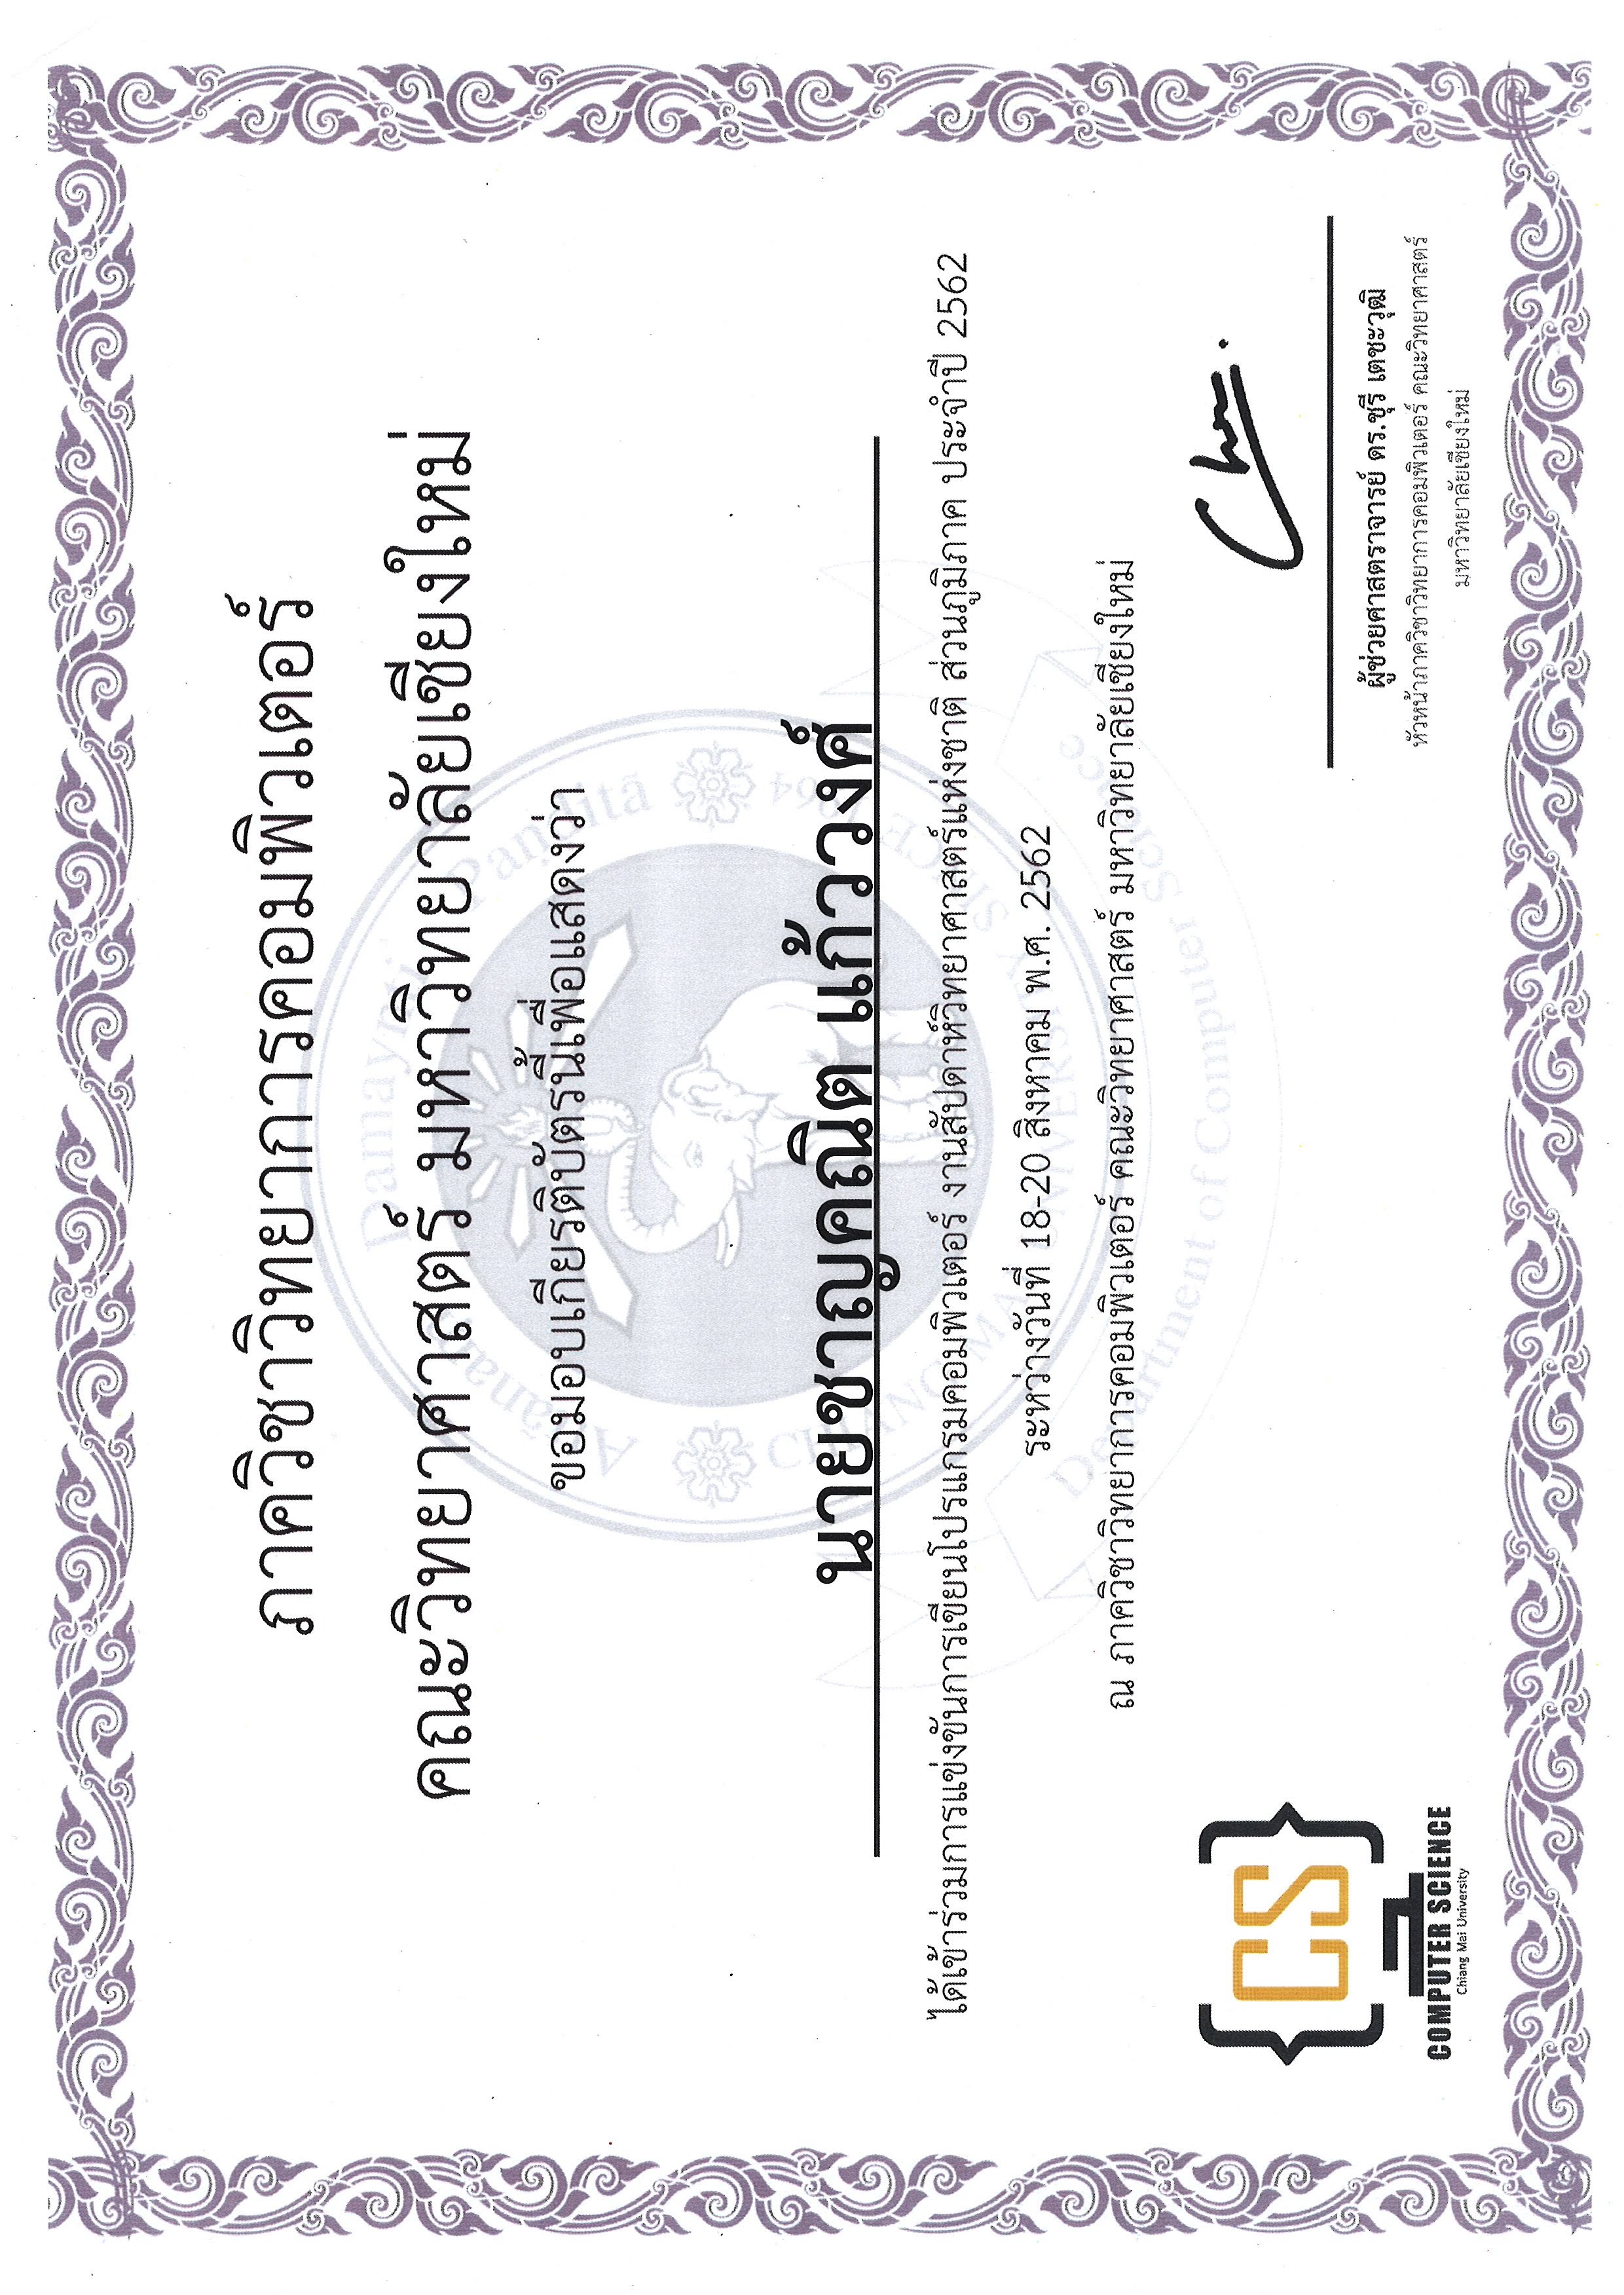 ภาควิชาวิทยาการคอมพิวเตอร์
คณะวิทยาศาสตร์ มหาวิทยาลัยเชียงใหม่
ขอมอบเกียรติบัตรนี้เพื่อแสดงว่า
นายชาญคณิต แก้ววงศ์
ได้เข้าร่วมการแข่งขันการเขียนโปรแกรมคอมพิวเตอร์ งานสัปดาห์วิทยาศาสตร์แห่งชาติ ส่วนภูมิภาค ประจำปี 2562
ระหว่างวันที่ 18-20 สิงหาคม พ.ศ. 2562
ณ ภาควิชาวิทยาการคอมพิวเตอร์ คณะวิทยาศาสตร์ มหาวิทยาลัยเชียงใหม่
Damaynti
CHIANG MAI UNIVERSITY SINCE 1964
Department of Computer Science
{CS}
COMPUTER SCIENCE
Chiang Mai University
ผู้ช่วยศาสตราจารย์ ดร.ชุรี เตชะวุฒิ
หัวหน้าภาควิชาวิทยาการคอมพิวเตอร์ คณะวิทยาศาสตร์
มหาวิทยาลัยเชียงใหม่